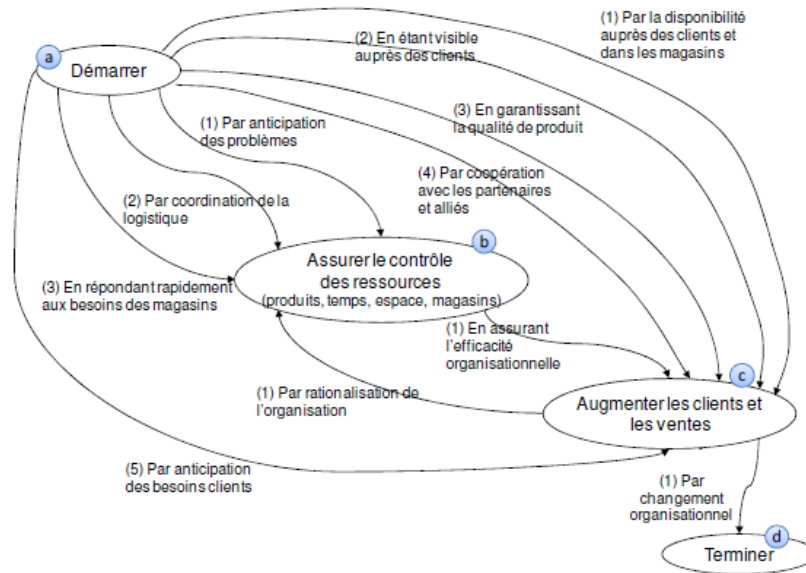 (1) Par la disponibilité
auprès des clients et
dans les magasins
(2) En étant visible
auprès des clients
a
Démarrer
(3) En garantissant
la qualité de produit
(1) Par anticipation
des problèmes
(4) Par coopération
avec les partenaires
et alliés
(2) Par coordination de la
logistique
b
Assurer le contrôle
des ressources
(produits, temps, espace, magasins)
(3) En répondant rapidement
aux besoins des magasins
(1) En assurant
l'efficacité
organisationnelle
(1) Par rationalisation de
l'organisation
c
Augmenter les clients et
les ventes
(5) Par anticipation
des besoins clients
(1) Par
changement
organisationnel
d
Terminer